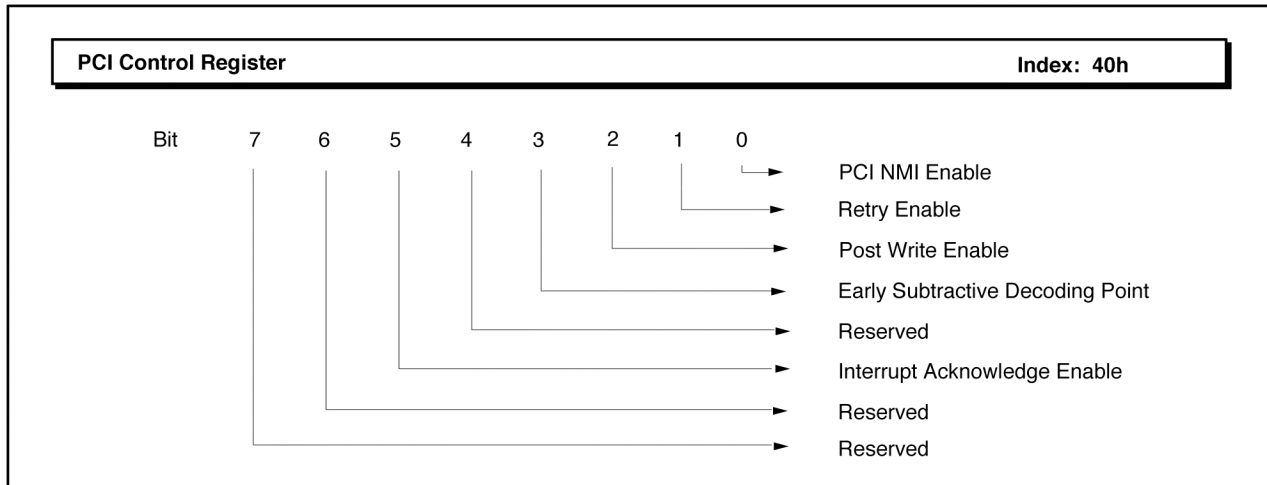 PCI Control Register Index: 40h
Bit 7 6 5 4 3 2 1 0
PCI NMI Enable
Retry Enable
Post Write Enable
Early Subtractive Decoding Point
Reserved
Interrupt Acknowledge Enable
Reserved
Reserved